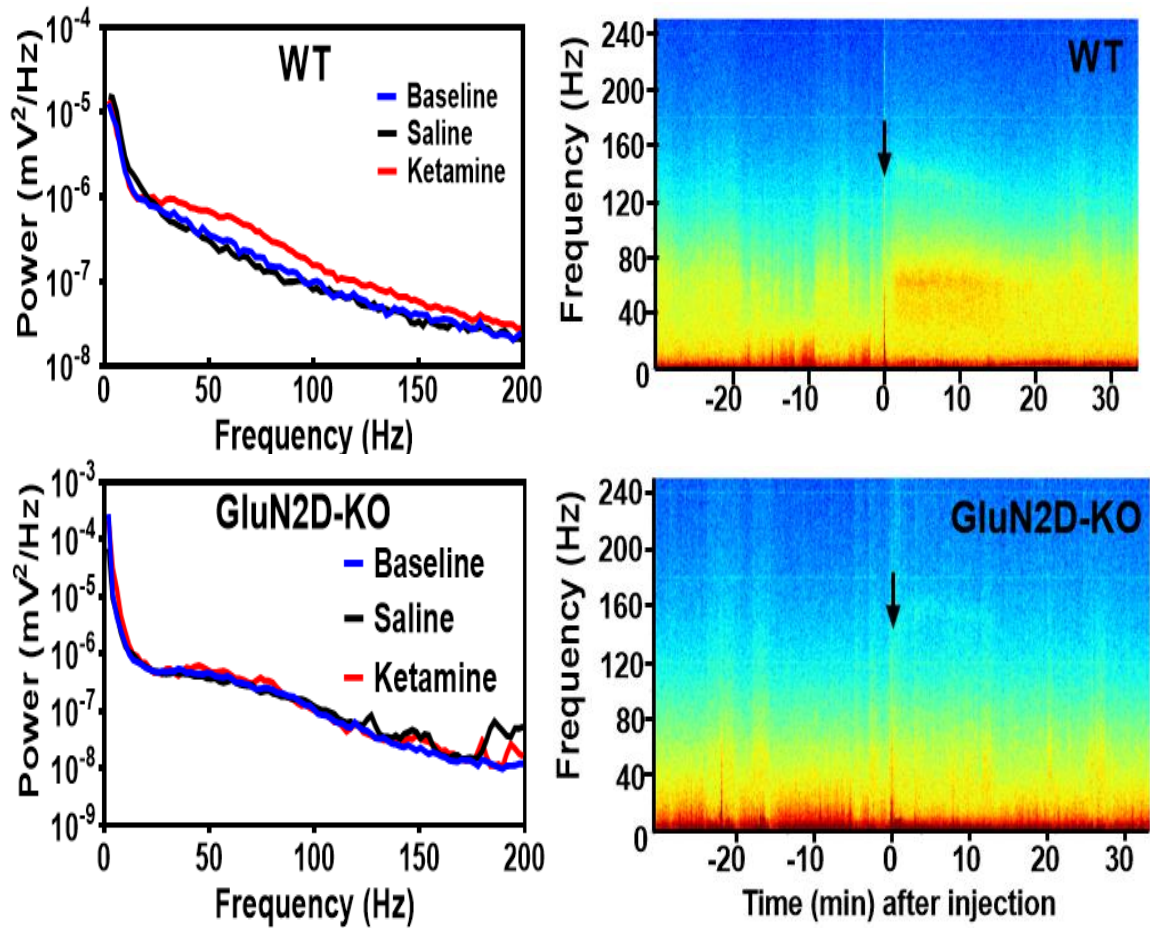 Power (mV²/Hz)
10⁻⁴
10⁻⁵
10⁻⁶
10⁻⁷
10⁻⁸
WT
Baseline
Saline
Ketamine
0 50 100 150 200
Frequency (Hz)
Frequency (Hz)
240
200
160
120
80
40
0
WT
-20 -10 0 10 20 30
Power (mV²/Hz)
10⁻³
10⁻⁴
10⁻⁵
10⁻⁶
10⁻⁷
10⁻⁸
10⁻⁹
GluN2D-KO
Baseline
Saline
Ketamine
0 50 100 150 200
Frequency (Hz)
Frequency (Hz)
240
200
160
120
80
40
0
GluN2D-KO
-20 -10 0 10 20 30
Time (min) after injection